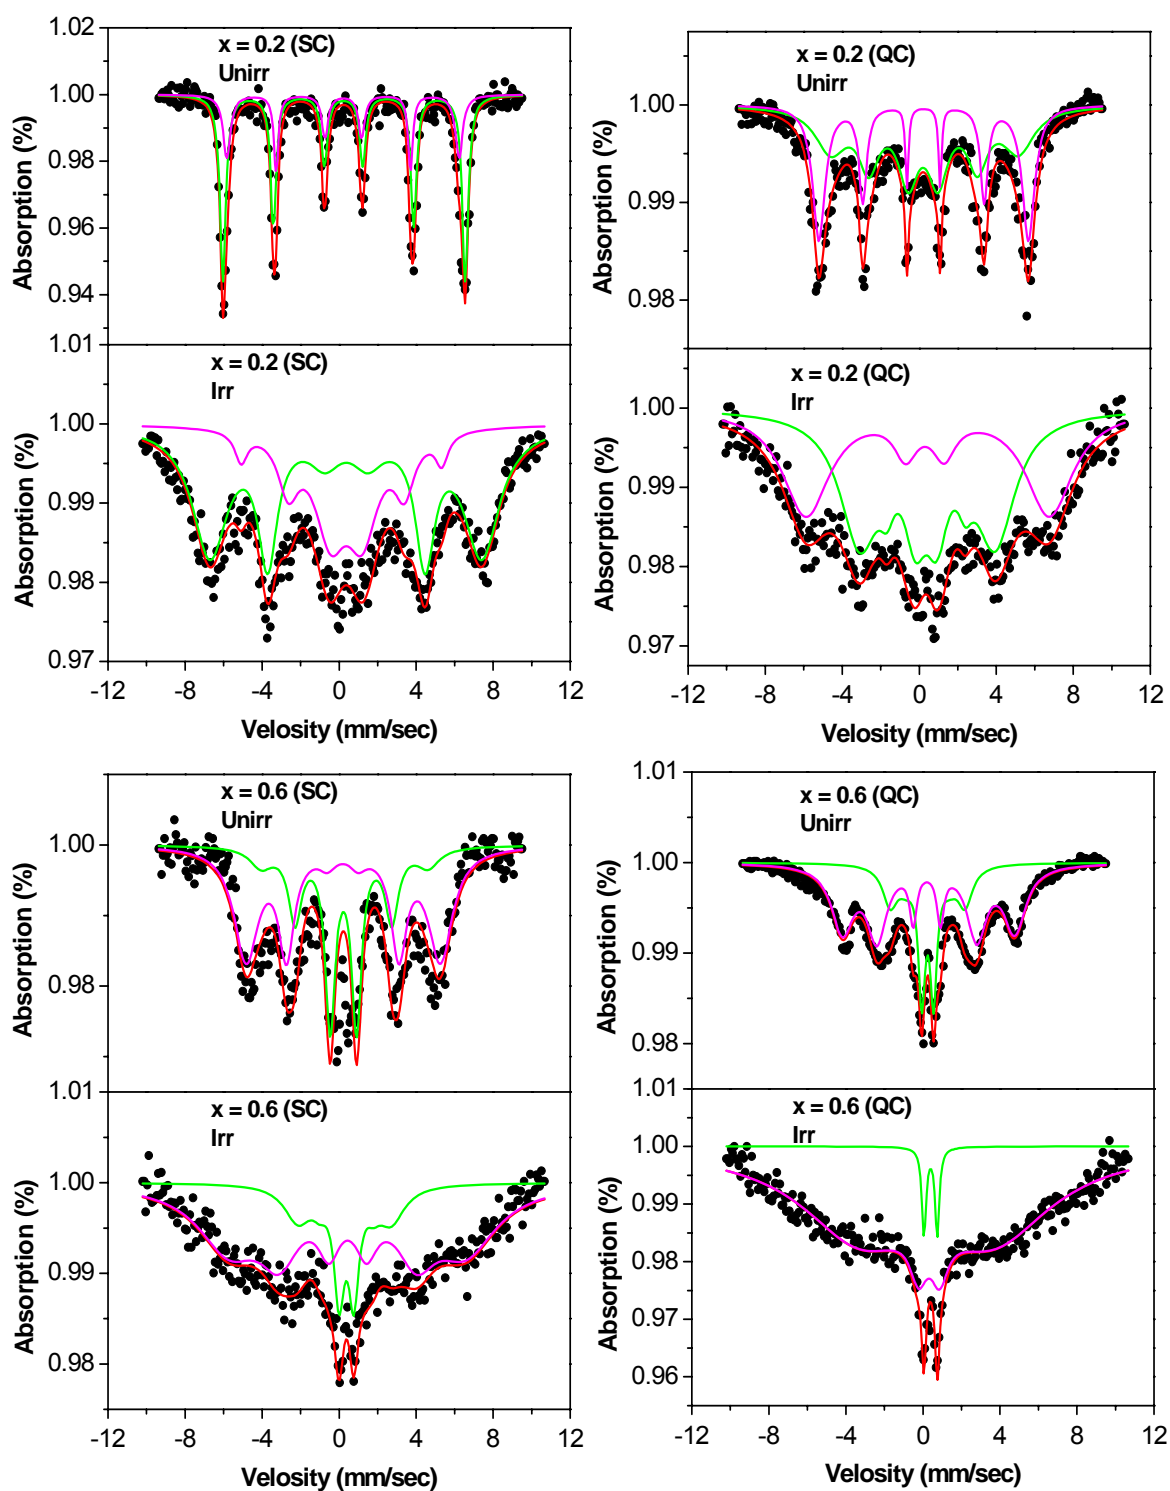 x = 0.2 (SC)
Unirr
1.02
1.00
0.98
0.96
0.94
Absorption (%)
x = 0.2 (QC)
Unirr
1.00
0.99
0.98
Absorption (%)
x = 0.2 (SC)
Irr
1.01
1.00
0.99
0.98
0.97
Absorption (%)
-12 -8 -4 0 4 8 12
Velosity (mm/sec)
x = 0.2 (QC)
Irr
1.00
0.99
0.98
0.97
Absorption (%)
-12 -8 -4 0 4 8 12
Velosity (mm/sec)
x = 0.6 (SC)
Unirr
1.00
0.98
Absorption (%)
x = 0.6 (QC)
Unirr
1.01
1.00
0.99
0.98
Absorption (%)
x = 0.6 (SC)
Irr
1.01
1.00
0.99
0.98
Absorption (%)
-12 -8 -4 0 4 8 12
Velosity (mm/sec)
x = 0.6 (QC)
Irr
1.01
1.00
0.99
0.98
0.97
0.96
Absorption (%)
-12 -8 -4 0 4 8 12
Velosity (mm/sec)